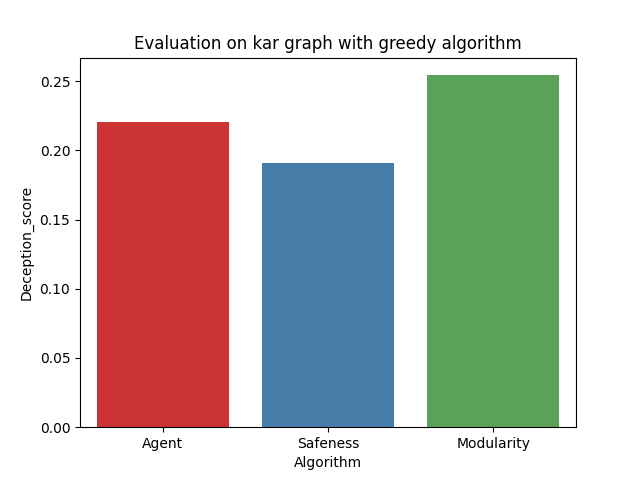 Evaluation on kar graph with greedy algorithm
Deception_score
0.25
0.20
0.15
0.10
0.05
0.00
Agent Safeness Modularity
Algorithm